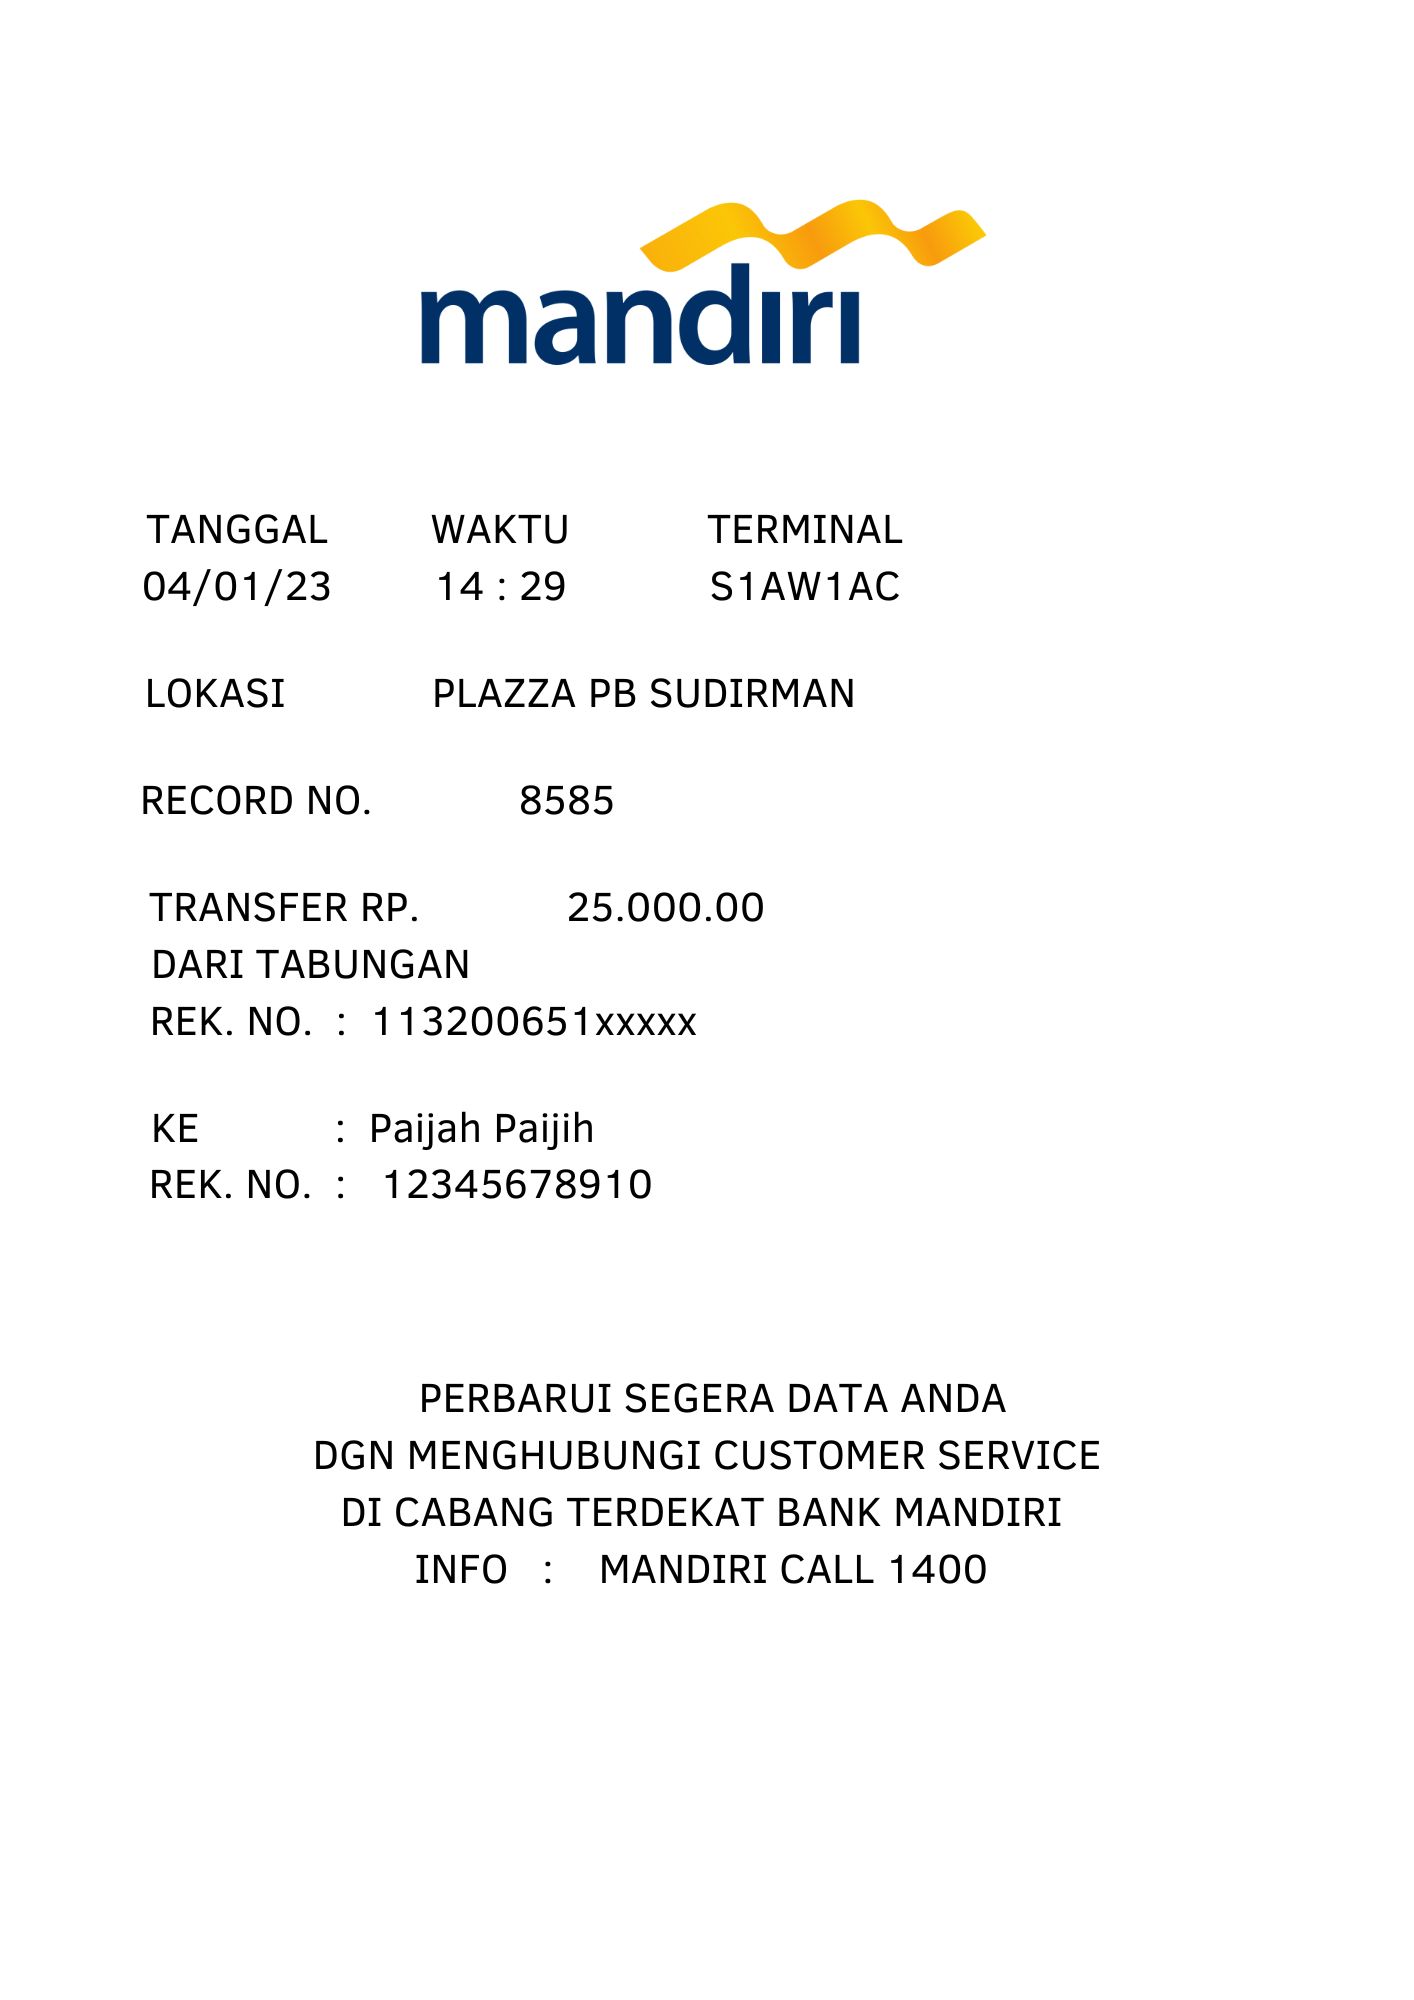 mandiri
TANGGAL WAKTU TERMINAL
04/01/23 14 : 29 S1AW1AC
LOKASI PLAZZA PB SUDIRMAN
RECORD NO. 8585
TRANSFER RP. 25.000.00
DARI TABUNGAN
REK. NO. : 113200651xxxxx
KE : Paijah Paijih
REK. NO. : 12345678910
PERBARUI SEGERA DATA ANDA
DGN MENGHUBUNGI CUSTOMER SERVICE
DI CABANG TERDEKAT BANK MANDIRI
INFO : MANDIRI CALL 1400